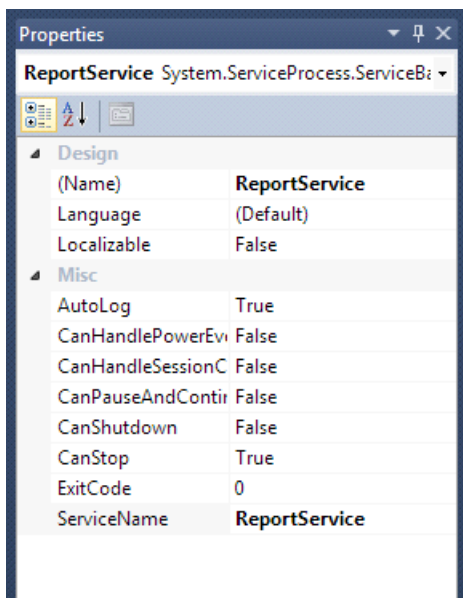 Properties
ReportService System.ServiceProcess.ServiceBa
Design
(Name) ReportService
Language (Default)
Localizable False
Misc
AutoLog True
CanHandlePowerEv False
CanHandleSessionC False
CanPauseAndContin False
CanShutdown False
CanStop True
ExitCode 0
ServiceName ReportService